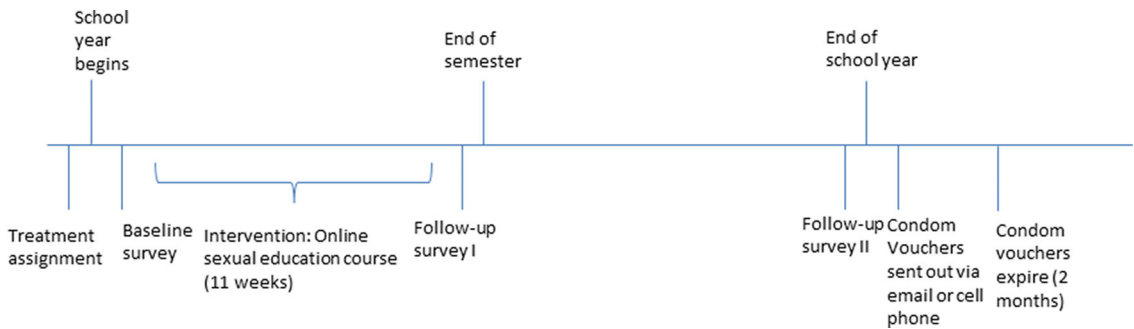 School
year
begins
End of
semester
End of
school year
Treatment
assignment
Baseline
survey
Intervention: Online
sexual education course
(11 weeks)
Follow-up
survey I
Follow-up
survey II
Condom
Vouchers
sent out via
email or cell
phone
Condom
vouchers
expire (2
months)